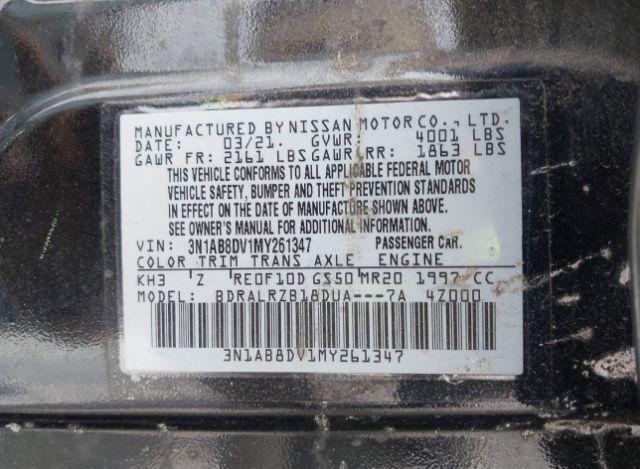 MANUFACTURED BY NISSAN MOTOR CO., LTD.
DATE: 03/21. GVWR: 4001 LBS
GAWR FR: 2161 LBS GAWR RR: 1863 LBS
THIS VEHICLE CONFORMS TO ALL APPLICABLE FEDERAL MOTOR
VEHICLE SAFETY, BUMPER AND THEFT PREVENTION STANDARDS
IN EFFECT ON THE DATE OF MANUFACTURE SHOWN ABOVE.
SEE OWNER'S MANUAL FOR ADDITIONAL INFORMATION.
VIN: 3N1AB8DV1MY261347 PASSENGER CAR.
COLOR TRIM TRANS AXLE ENGINE
KH3 Z RE0F10D GS50 MR20 1997 CC
MODEL: BDRALRZB18DUA---7A 4Z000
3N1AB8DV1MY261347